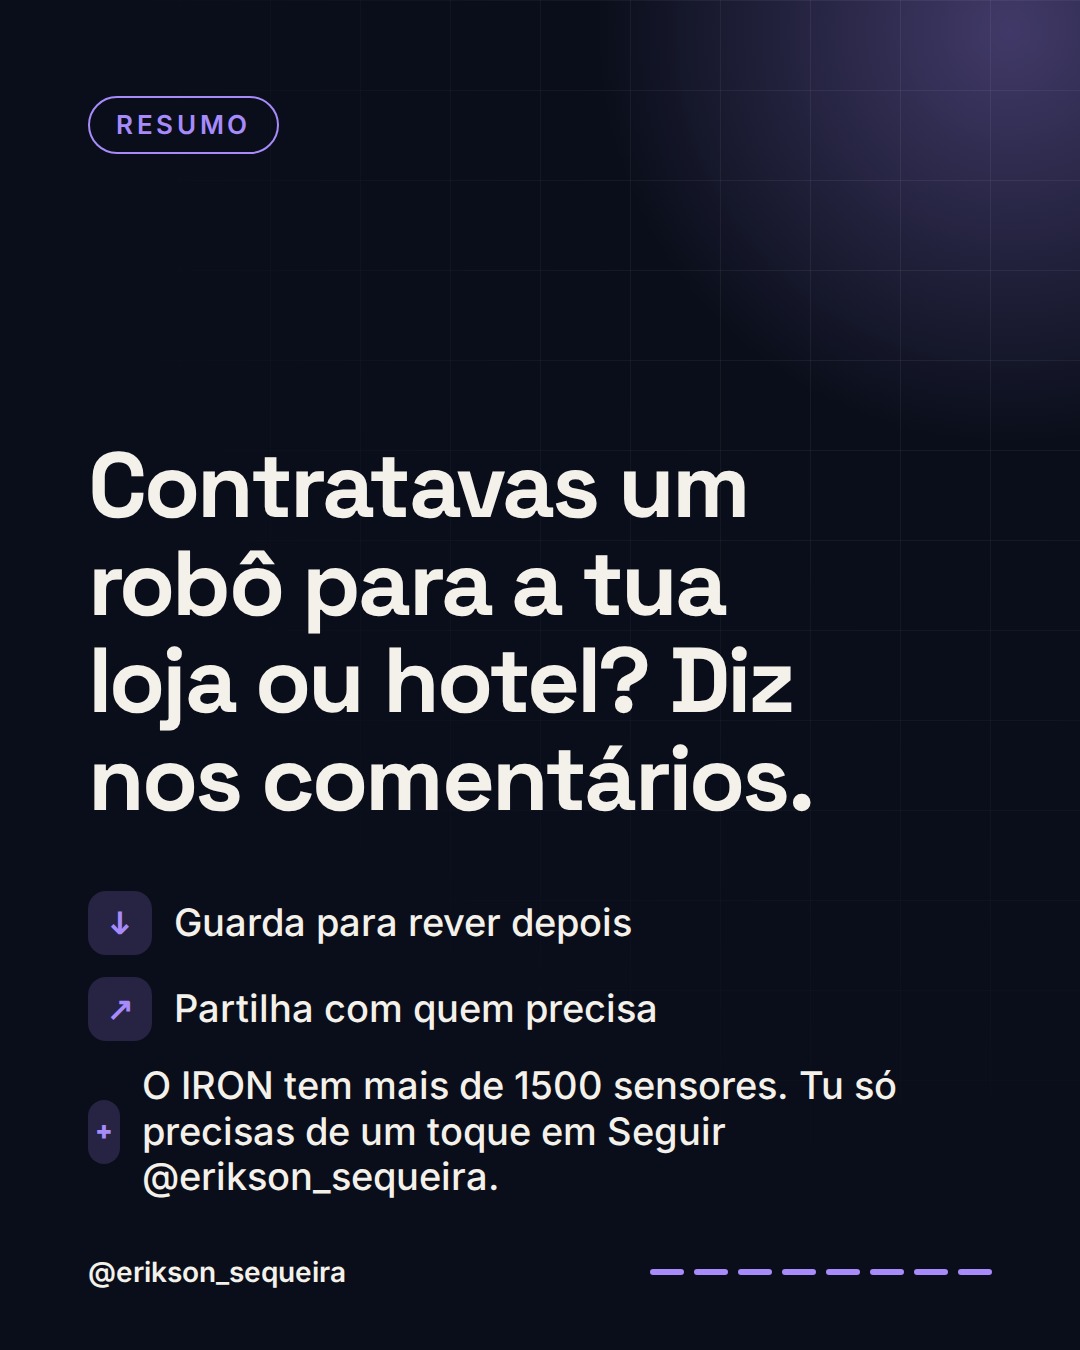 RESUMO
Contratavas um
robô para a tua
loja ou hotel? Diz
nos comentários.
↓ Guarda para rever depois
↗ Partilha com quem precisa
O IRON tem mais de 1500 sensores. Tu só
+ precisas de um toque em Seguir
@erikson_sequeira.
@erikson_sequeira